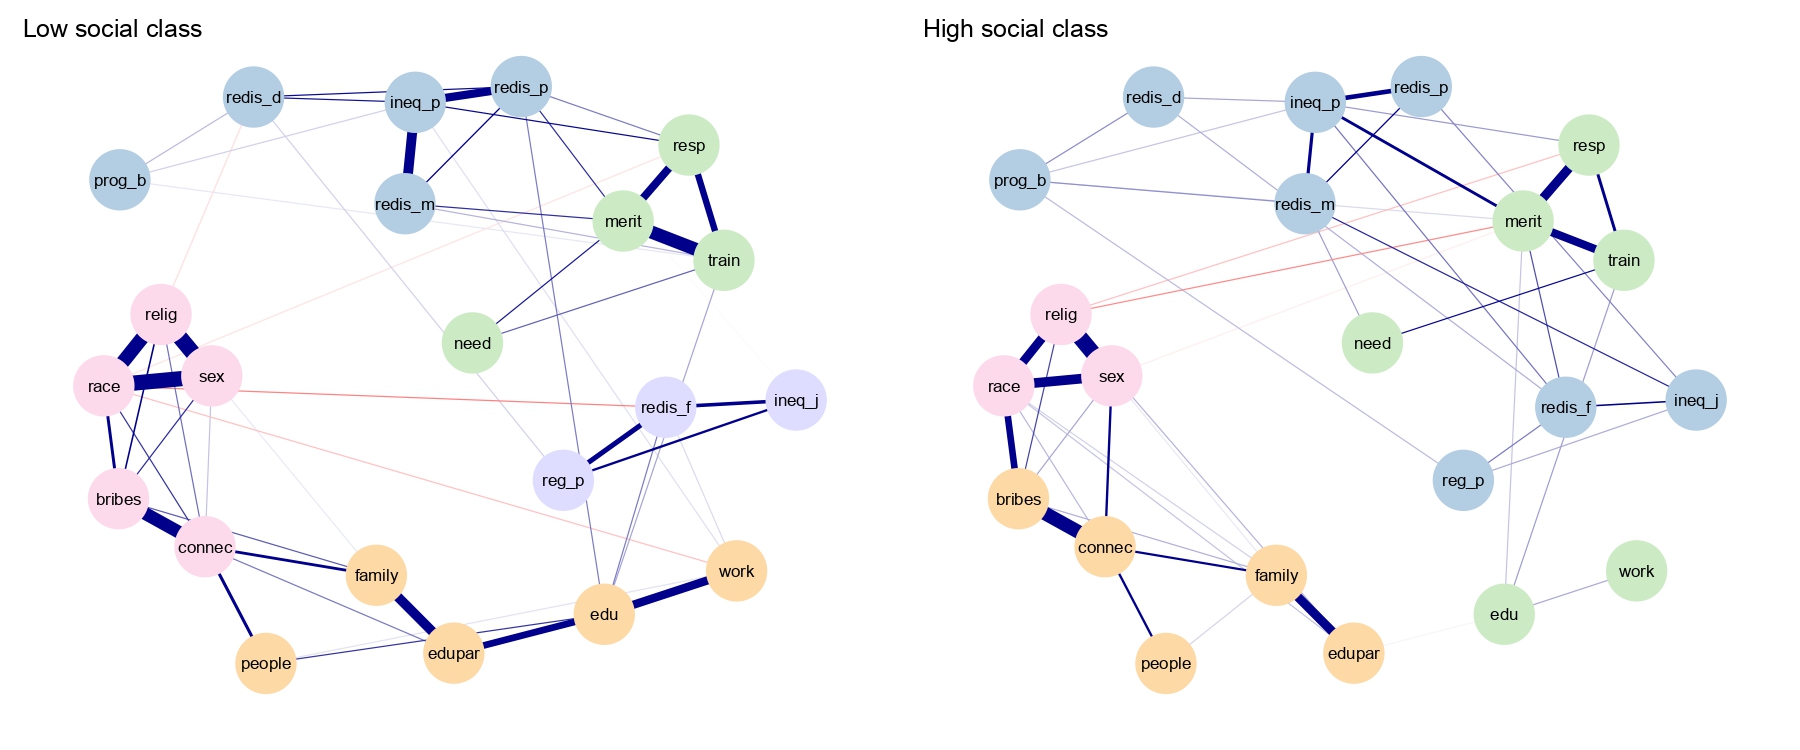 Low social class
redis_d
ineq_p
redis_p
resp
prog_b
redis_m
merit
train
relig
need
race
sex
redis_f
ineq_j
reg_p
bribes
connec
family
work
edu
people
edupar
High social class
redis_d
ineq_p
redis_p
resp
prog_b
redis_m
merit
train
relig
need
race
sex
redis_f
ineq_j
reg_p
bribes
connec
family
work
edu
people
edupar